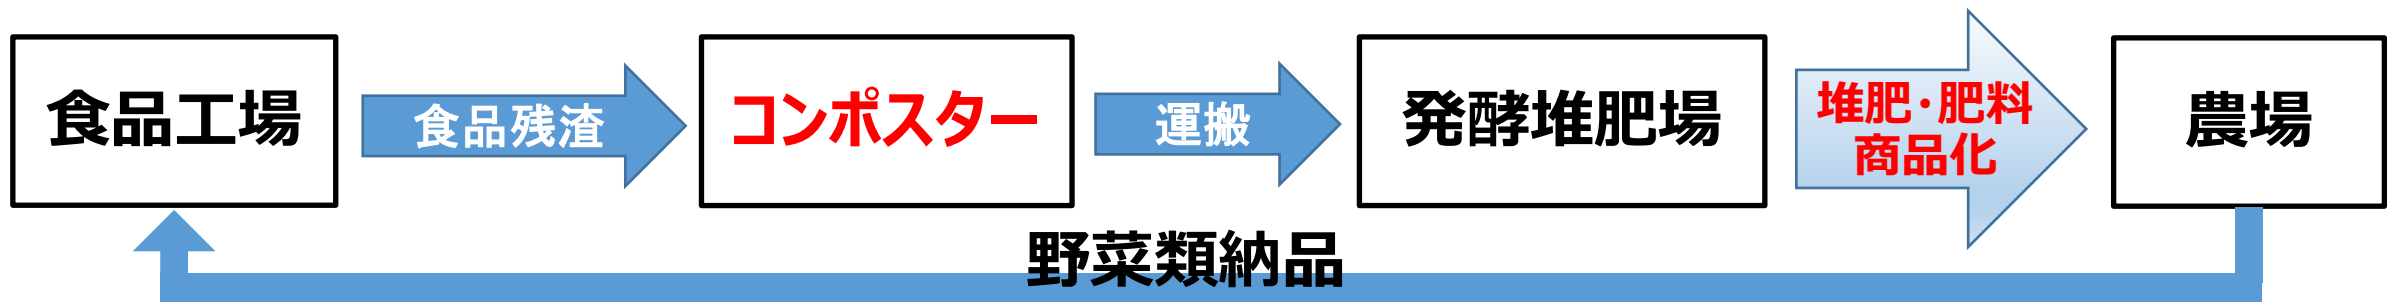 食品工場
食品残渣
コンポスター
運搬
発酵堆肥場
堆肥・肥料
商品化
農場
野菜類納品